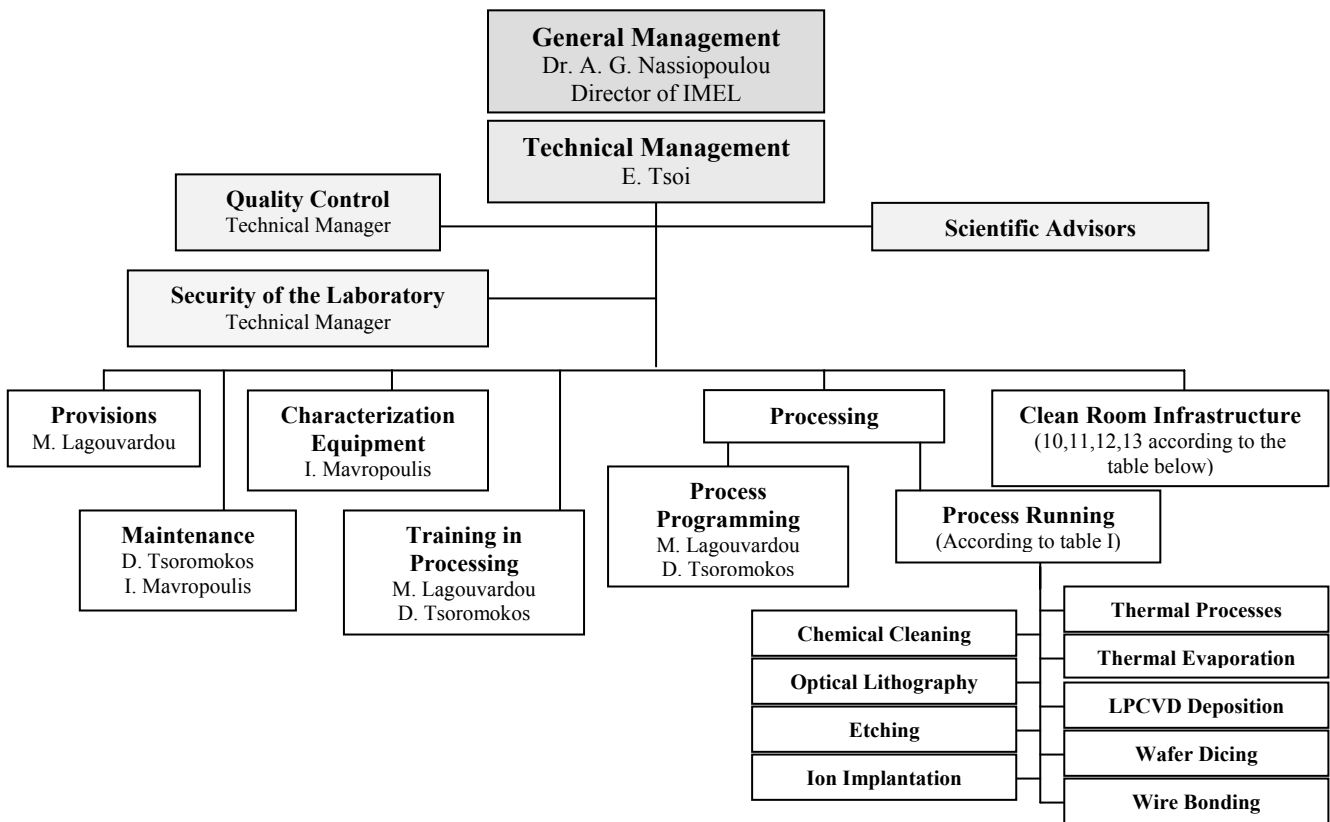 General Management
Dr. A. G. Nassiopoulou
Director of IMEL
Technical Management
E. Tsoi
Quality Control
Technical Manager
Scientific Advisors
Security of the Laboratory
Technical Manager
Provisions
M. Lagouvardou
Characterization
Equipment
I. Mavropoulis
Processing
Clean Room Infrastructure
(10,11,12,13 according to the
table below)
Maintenance
D. Tsoromokos
I. Mavropoulis
Training in
Processing
M. Lagouvardou
D. Tsoromokos
Process
Programming
M. Lagouvardou
D. Tsoromokos
Process Running
(According to table I)
Chemical Cleaning
Optical Lithography
Etching
Ion Implantation
Thermal Processes
Thermal Evaporation
LPCVD Deposition
Wafer Dicing
Wire Bonding